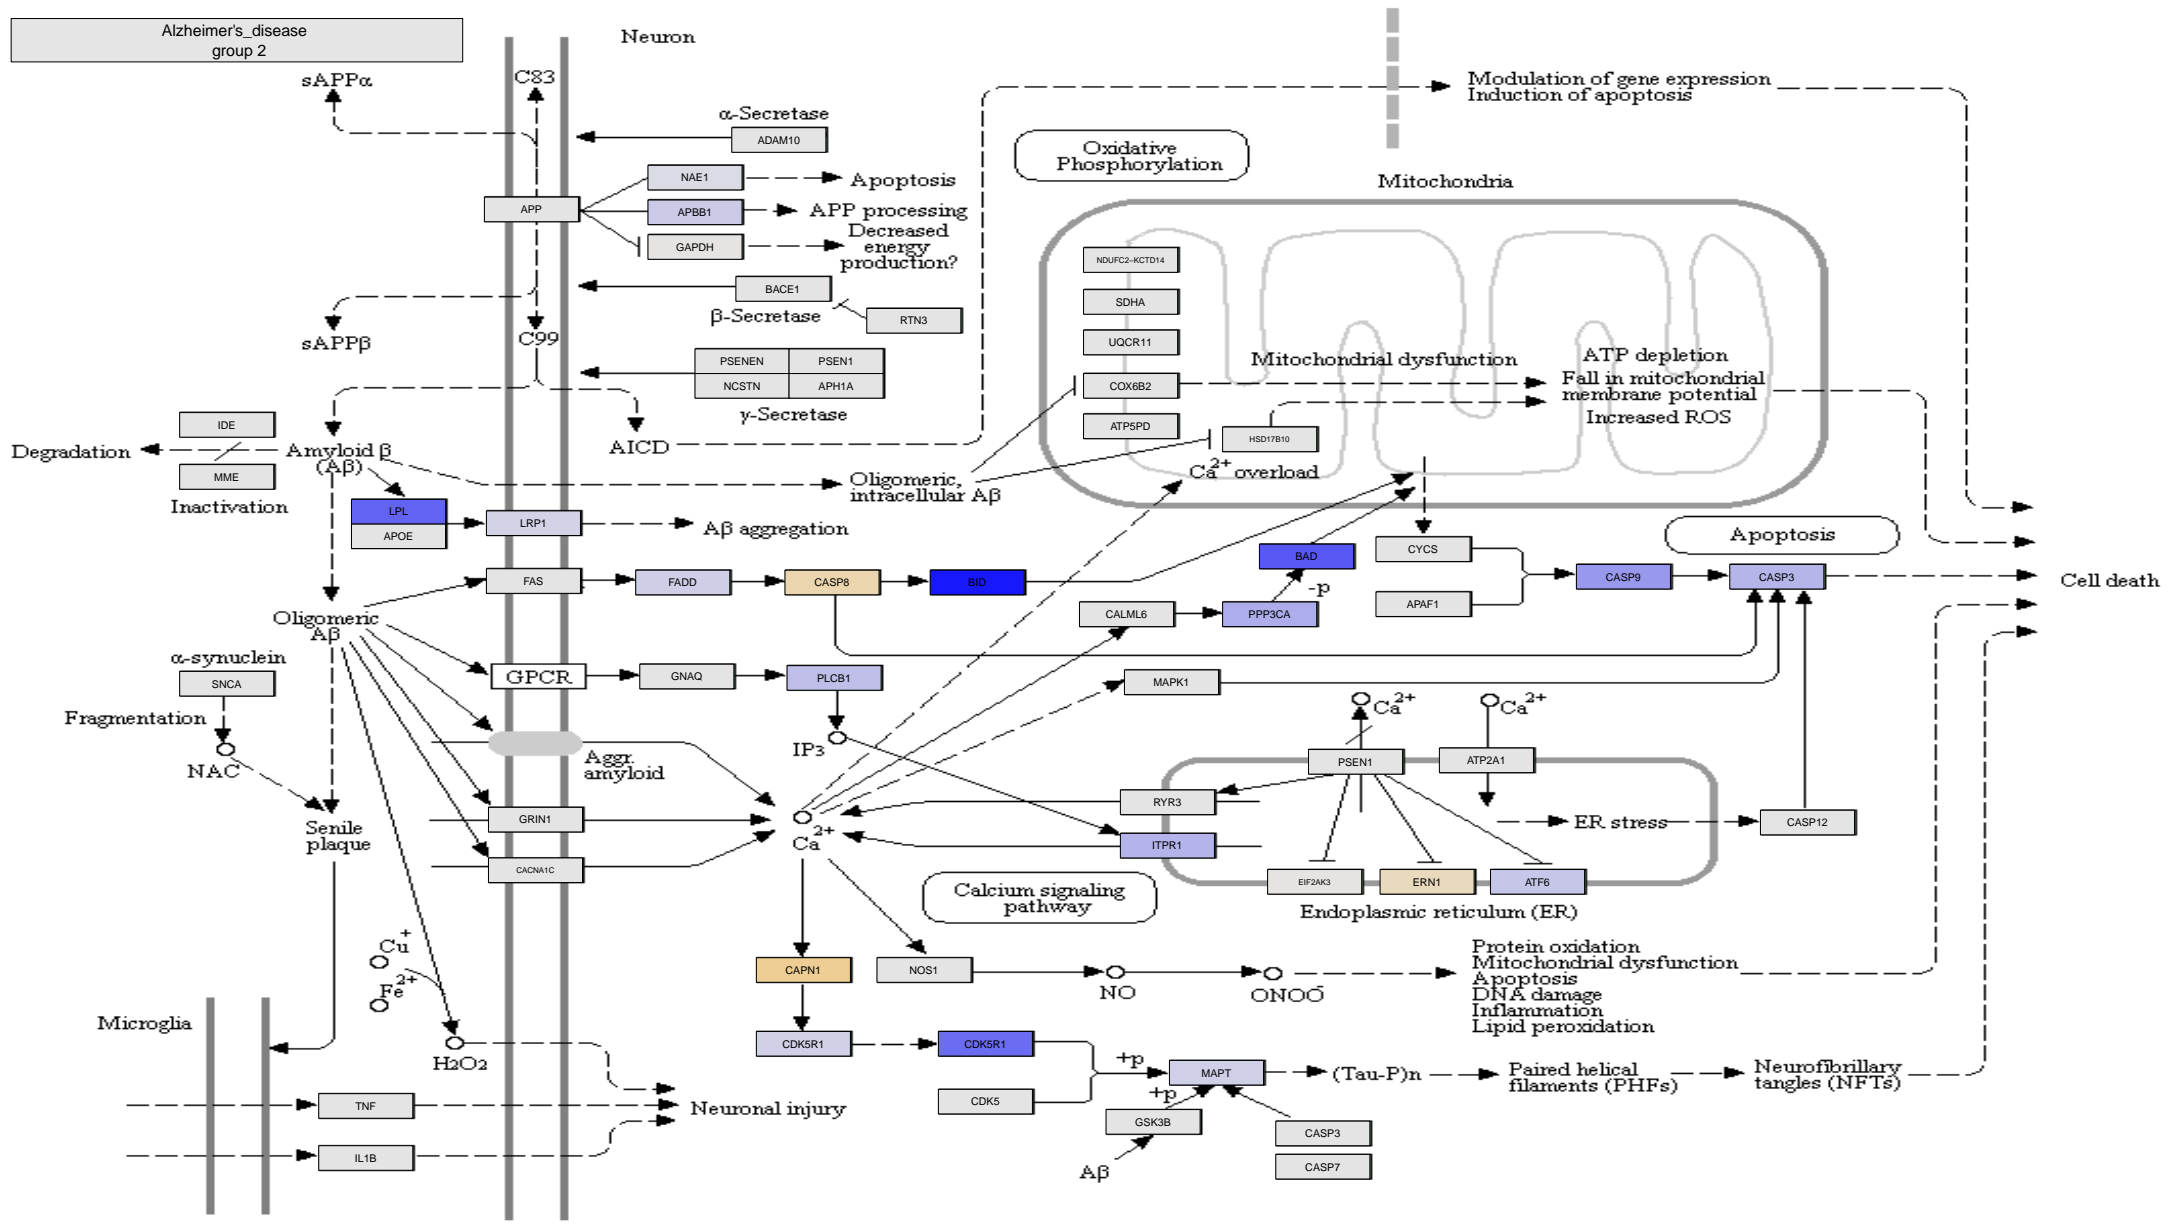 Alzheimer's_disease
group 2
Neuron
sAPPα
C83
α-Secretase
ADAM10
Modulation of gene expression
Induction of apoptosis
Oxidative
Phosphorylation
Mitochondria
NAE1
Apoptosis
APP
APBB1
APP processing
GAPDH
Decreased
energy
production?
BACE1
β-Secretase
RTN3
sAPPβ
C99
PSENEN
PSEN1
NCSTN
APH1A
γ-Secretase
NDUFC2-KCTD14
SDHA
UQCR11
COX6B2
ATP5PD
HSD17B10
Mitochondrial dysfunction
ATP depletion
Fall in mitochondrial
membrane potential
Increased ROS
Ca2+ overload
IDE
Degradation
MME
Inactivation
Amyloid β
(Aβ)
AICD
Oligomeric,
intracellular Aβ
LPL
APOE
LRP1
Aβ aggregation
FAS
FADD
CASP8
BID
BAD
-p
CALML6
PPP3CA
CYCS
APAF1
Apoptosis
CASP9
CASP3
Cell death
Oligomeric
Aβ
α-synuclein
SNCA
Fragmentation
NAC
GPCR
GNAQ
PLCB1
IP3
MAPK1
Aggr.
amyloid
Senile
plaque
GRIN1
CACNA1C
Ca2+
Ca2+
Ca2+
PSEN1
ATP2A1
RYR3
ITPR1
ER stress
CASP12
EIF2AK3
ERN1
ATF6
Endoplasmic reticulum (ER)
Calcium signaling
pathway
Cu+
Fe2+
H2O2
Microglia
CAPN1
NOS1
NO
ONOO-
Protein oxidation
Mitochondrial dysfunction
Apoptosis
DNA damage
Inflammation
Lipid peroxidation
CDK5R1
CDK5R1
CDK5
+p
MAPT
+p
(Tau-P)n
Paired helical
filaments (PHFs)
Neurofibrillary
tangles (NFTs)
GSK3B
CASP3
CASP7
Aβ
TNF
IL1B
Neuronal injury